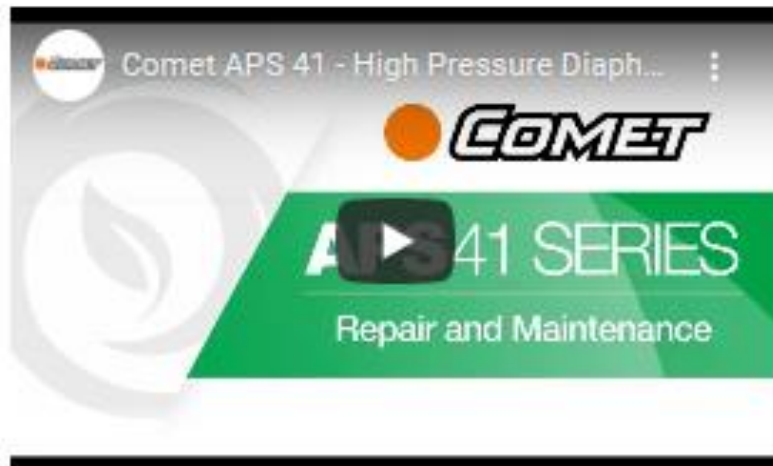 Comet APS 41 - High Pressure Diaph...
COMET
APS 41 SERIES
Repair and Maintenance